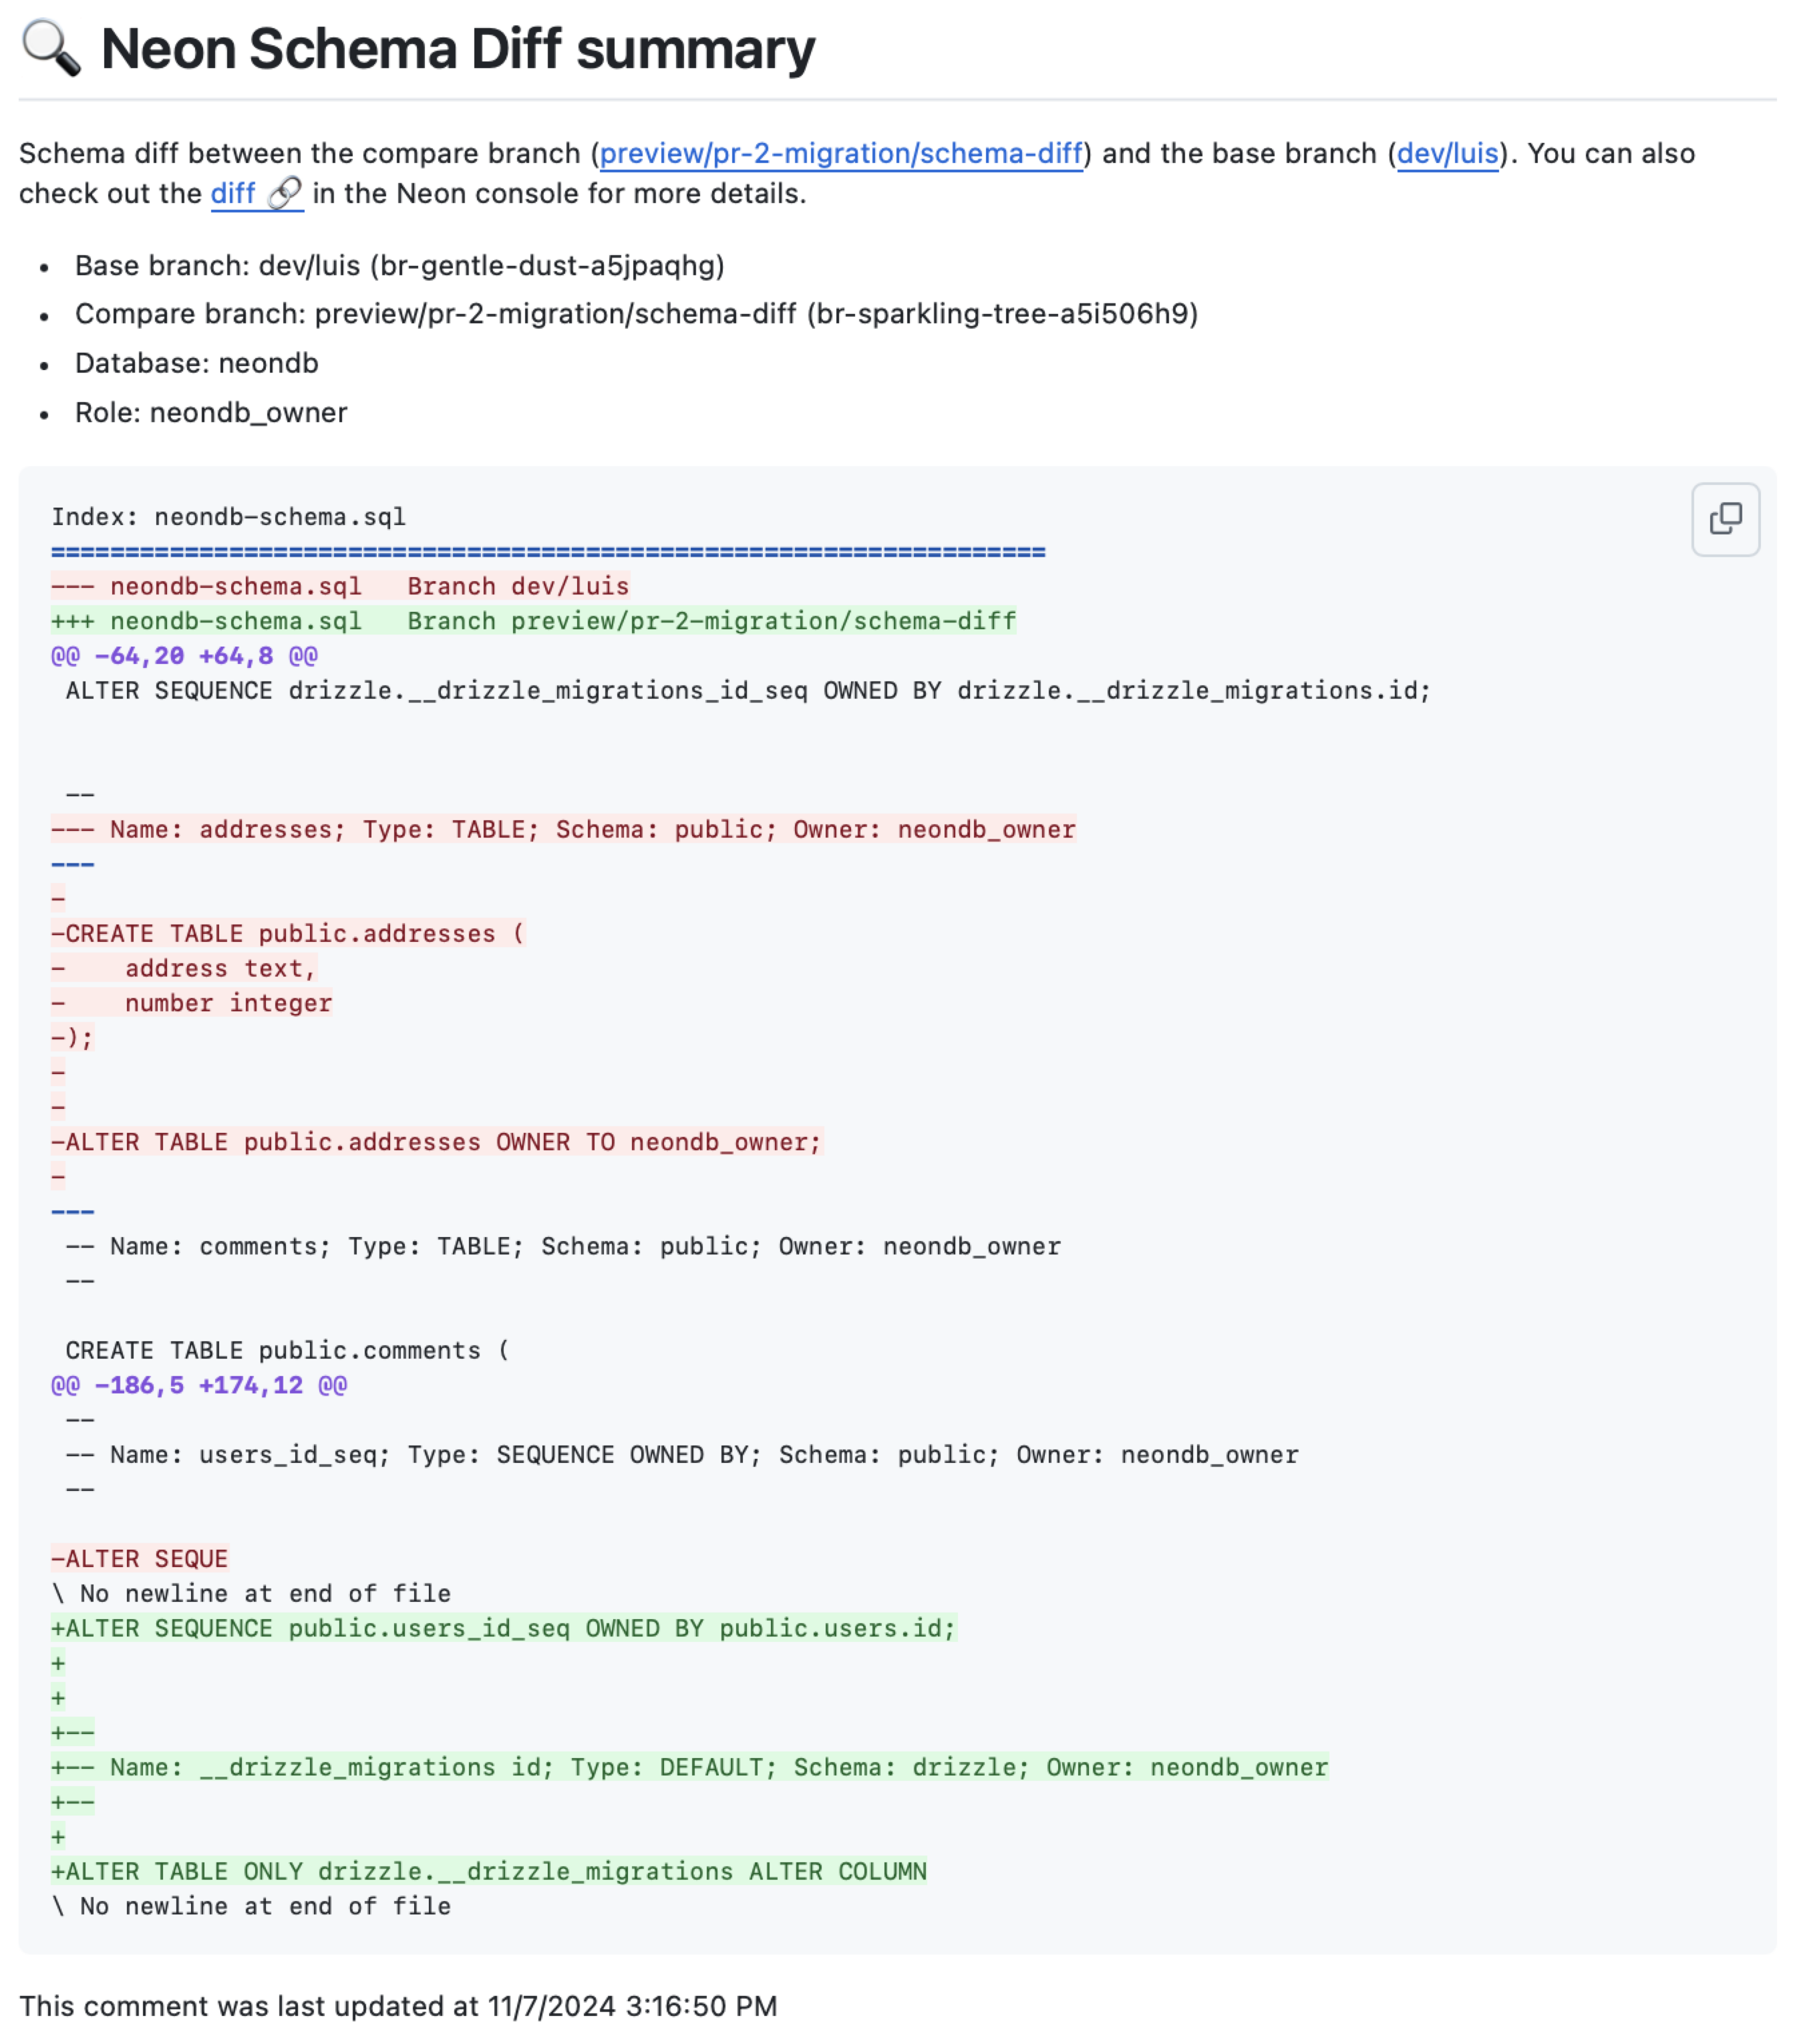 🔍 Neon Schema Diff summary
Schema diff between the compare branch (preview/pr-2-migration/schema-diff) and the base branch (dev/luis). You can also
check out the diff 🔗 in the Neon console for more details.
• Base branch: dev/luis (br-gentle-dust-a5jpaqhg)
• Compare branch: preview/pr-2-migration/schema-diff (br-sparkling-tree-a5i506h9)
• Database: neondb
• Role: neondb_owner
Index: neondb-schema.sql
===================================================================
--- neondb-schema.sql   Branch dev/luis
+++ neondb-schema.sql   Branch preview/pr-2-migration/schema-diff
@@ -64,20 +64,8 @@
 ALTER SEQUENCE drizzle.__drizzle_migrations_id_seq OWNED BY drizzle.__drizzle_migrations.id;
 --
--- Name: addresses; Type: TABLE; Schema: public; Owner: neondb_owner
---
-
-CREATE TABLE public.addresses (
-    address text,
-    number integer
-);
-
-
-ALTER TABLE public.addresses OWNER TO neondb_owner;
-
---
 -- Name: comments; Type: TABLE; Schema: public; Owner: neondb_owner
 --
 CREATE TABLE public.comments (
@@ -186,5 +174,12 @@
 --
 -- Name: users_id_seq; Type: SEQUENCE OWNED BY; Schema: public; Owner: neondb_owner
 --
-ALTER SEQUE
\ No newline at end of file
+ALTER SEQUENCE public.users_id_seq OWNED BY public.users.id;
+
+
+--
+-- Name: __drizzle_migrations id; Type: DEFAULT; Schema: drizzle; Owner: neondb_owner
+--
+
+ALTER TABLE ONLY drizzle.__drizzle_migrations ALTER COLUMN
\ No newline at end of file
This comment was last updated at 11/7/2024 3:16:50 PM